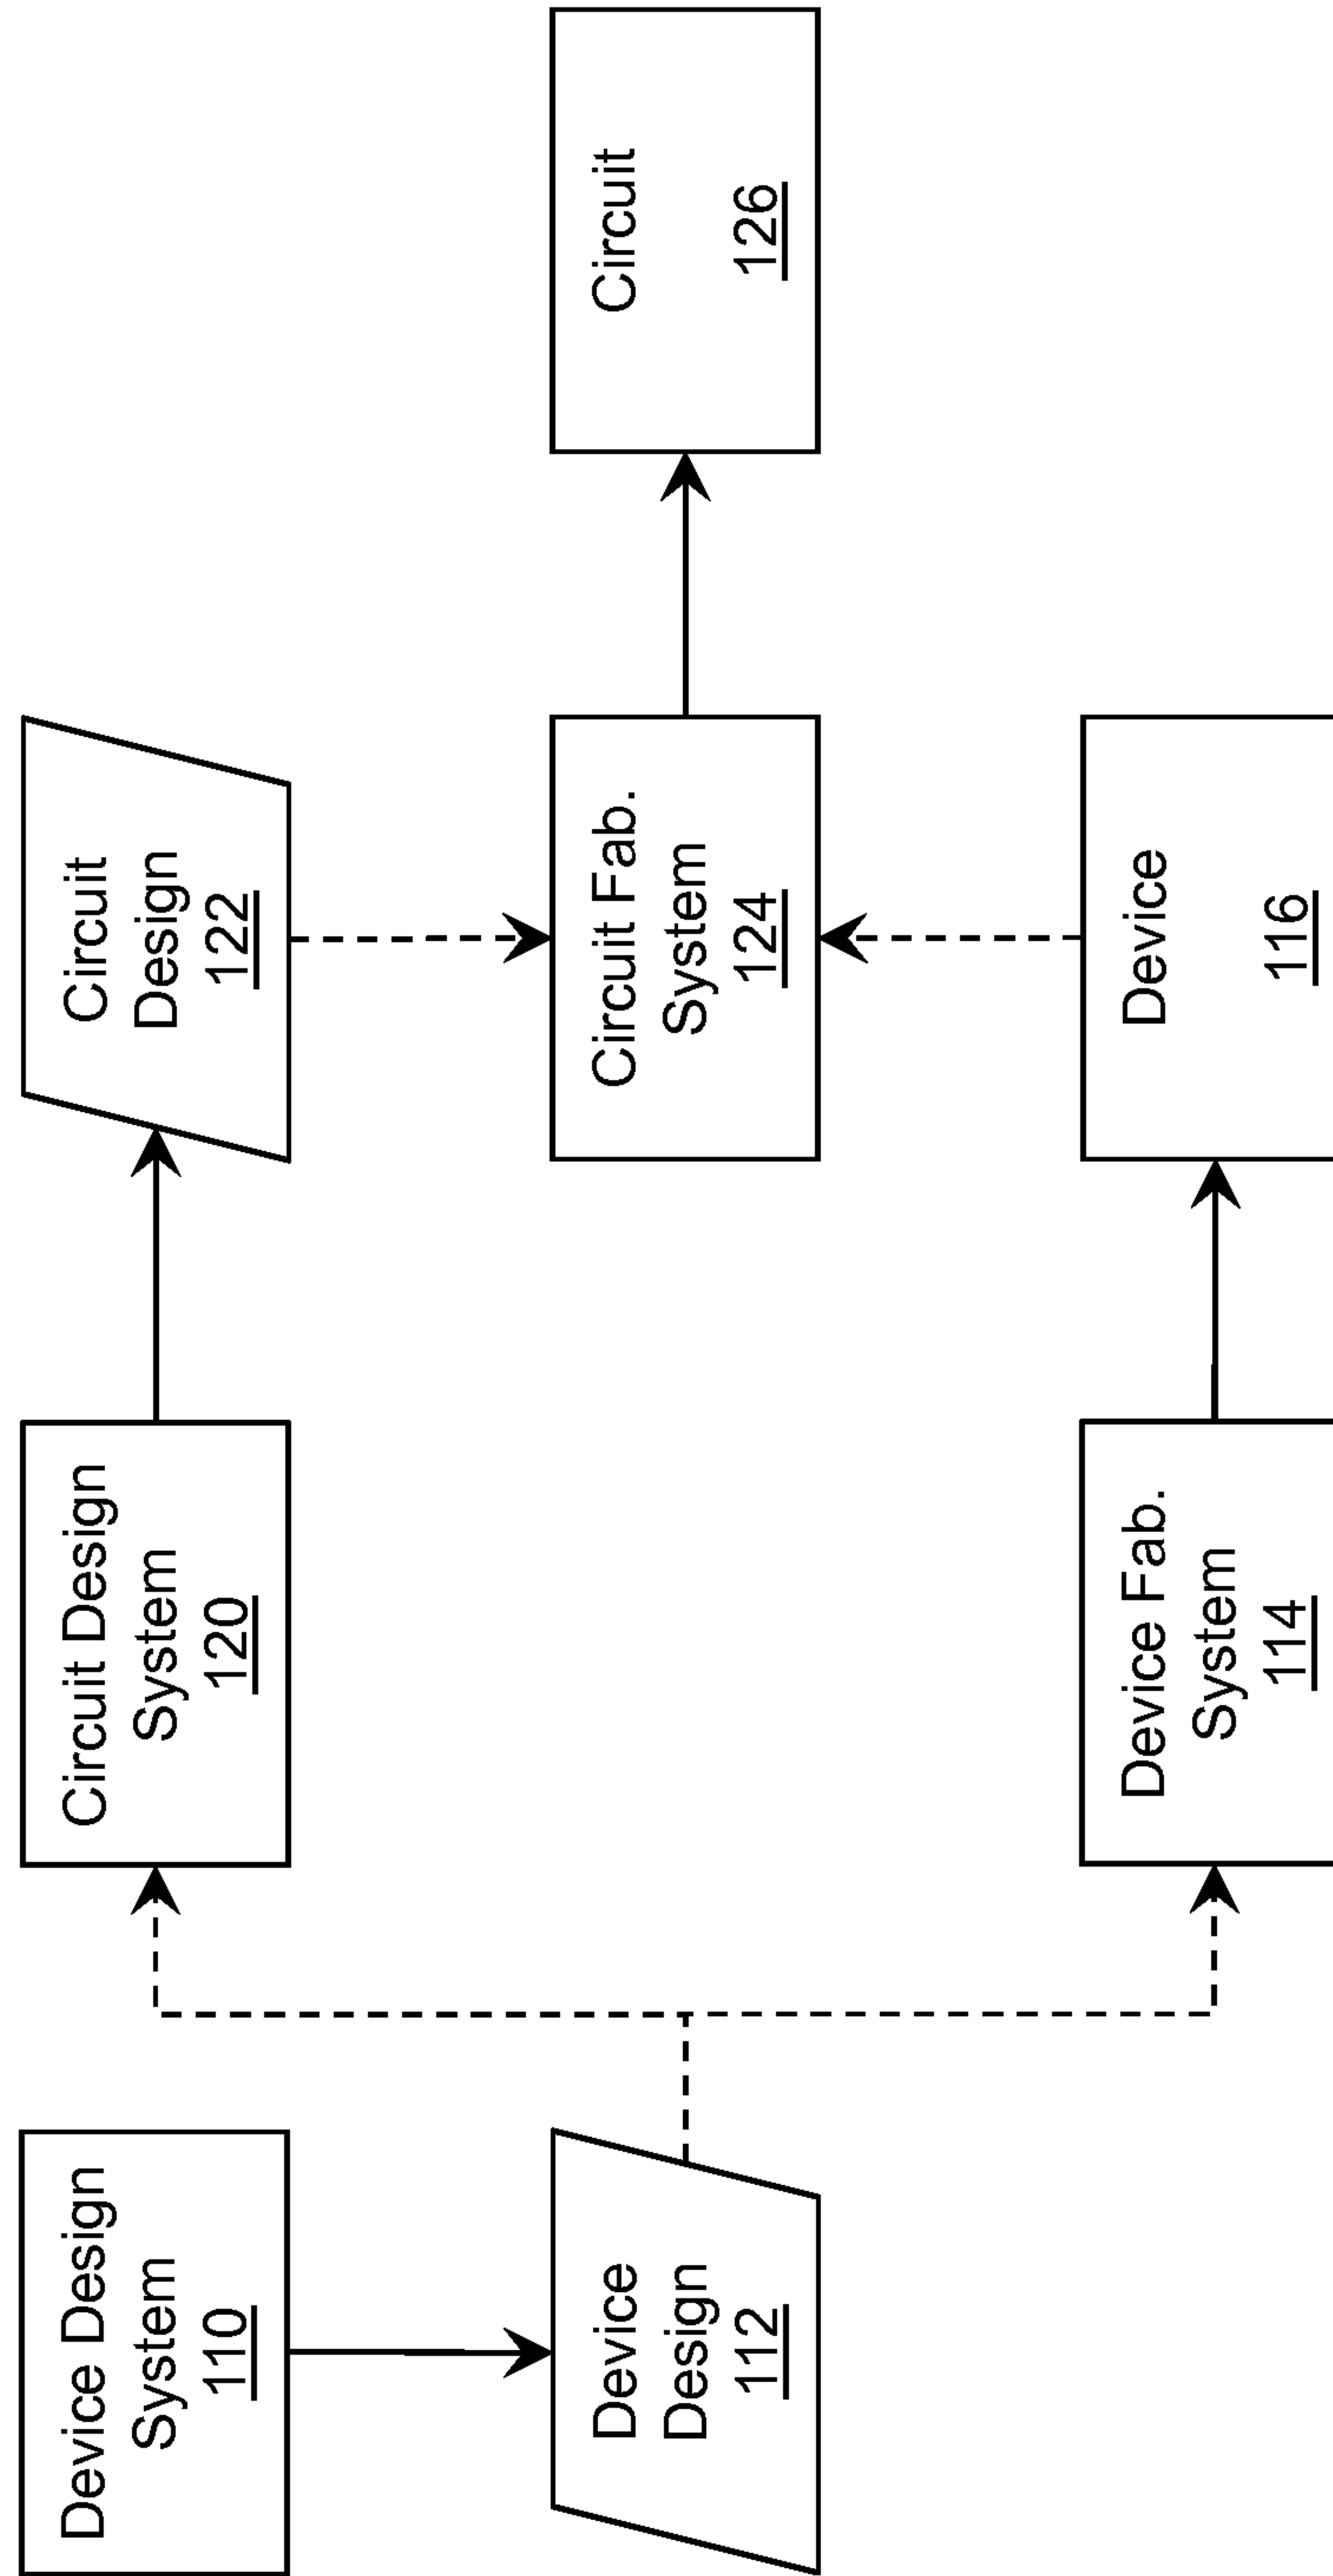 Device Design
System
110
Device
Design
112
Circuit Design
System
120
Device Fab.
System
114
Circuit
Design
122
Circuit Fab.
System
124
Device
116
Circuit
126